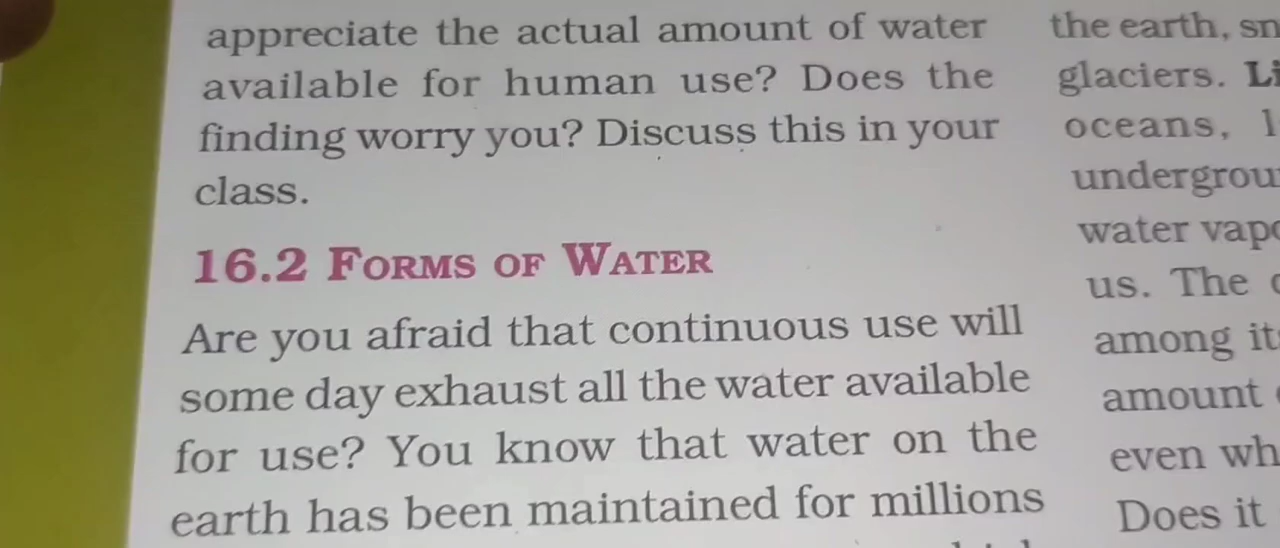 appreciate the actual amount of water
available for human use? Does the
finding worry you? Discuss this in your
class.
16.2 FORMS OF WATER
Are you afraid that continuous use will
some day exhaust all the water available
for use? You know that water on the
earth has been maintained for millions
the earth,
glaciers.
oceans,
water
us. The
among
amount
even
Does it